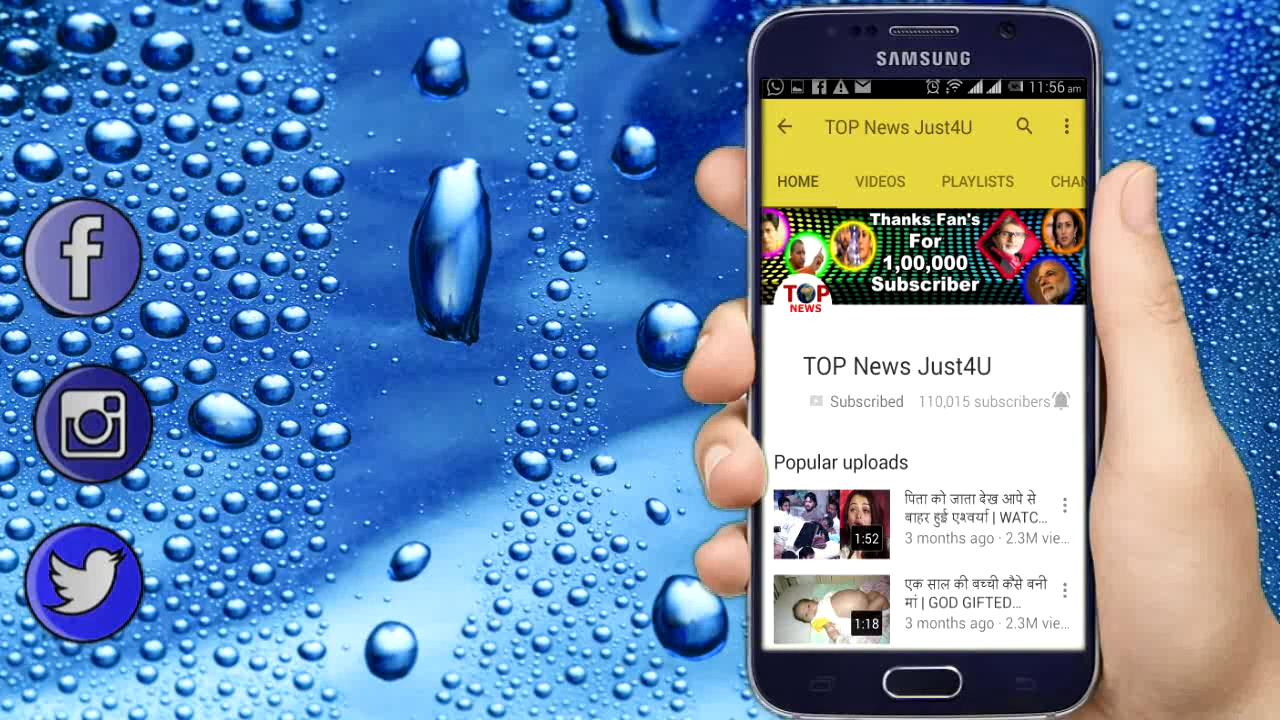 SAMSUNG
11:56 am
TOP News Just4U
HOME VIDEOS PLAYLISTS CHAN
Thanks Fan's
For
1,00,000
Subscriber
TOP
NEWS
TOP News Just4U
Subscribed 110,015 subscribers
Popular uploads
पिता को जाता देख आपे से
बाहर हुई एश्वर्या | WATC...
3 months ago · 2.3M vie...
1:52
एक साल की बच्ची कैसे बनी
मां | GOD GIFTED...
3 months ago · 2.3M vie...
1:18